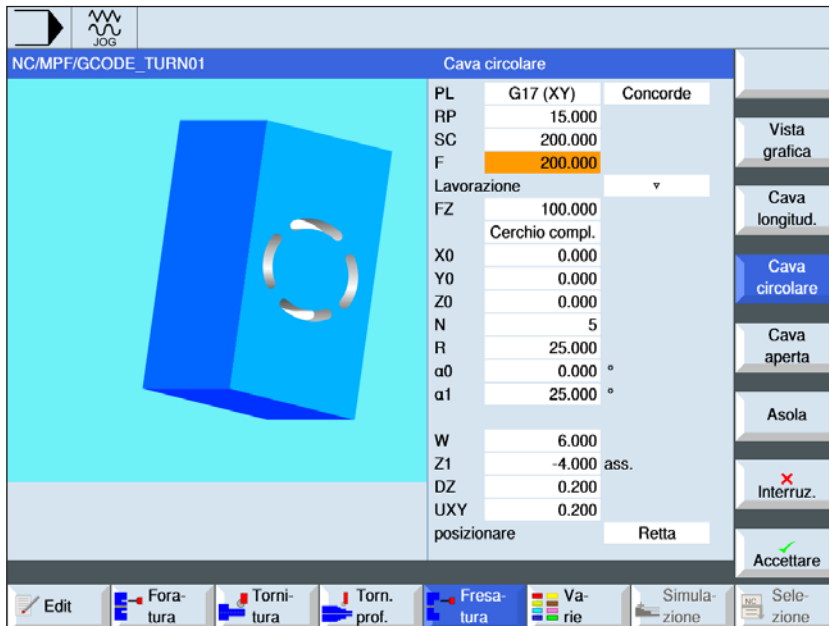 JOG
NC/MPF/GCODE_TURN01
Cava circolare
PL G17 (XY) Concorde
RP 15.000
SC 200.000
F 200.000
Lavorazione ▿
FZ 100.000
Cerchio compl.
X0 0.000
Y0 0.000
Z0 0.000
N 5
R 25.000
α0 0.000 °
α1 25.000 °
W 6.000
Z1 -4.000 ass.
DZ 0.200
UXY 0.200
posizionare Retta
Vista
grafica
Cava
longitud.
Cava
circolare
Cava
aperta
Asola
Interruz.
Accettare
Edit
Fora-
tura
Torni-
tura
Torn.
prof.
Fresa-
tura
Va-
rie
Simula-
zione
NC
Sele-
zione